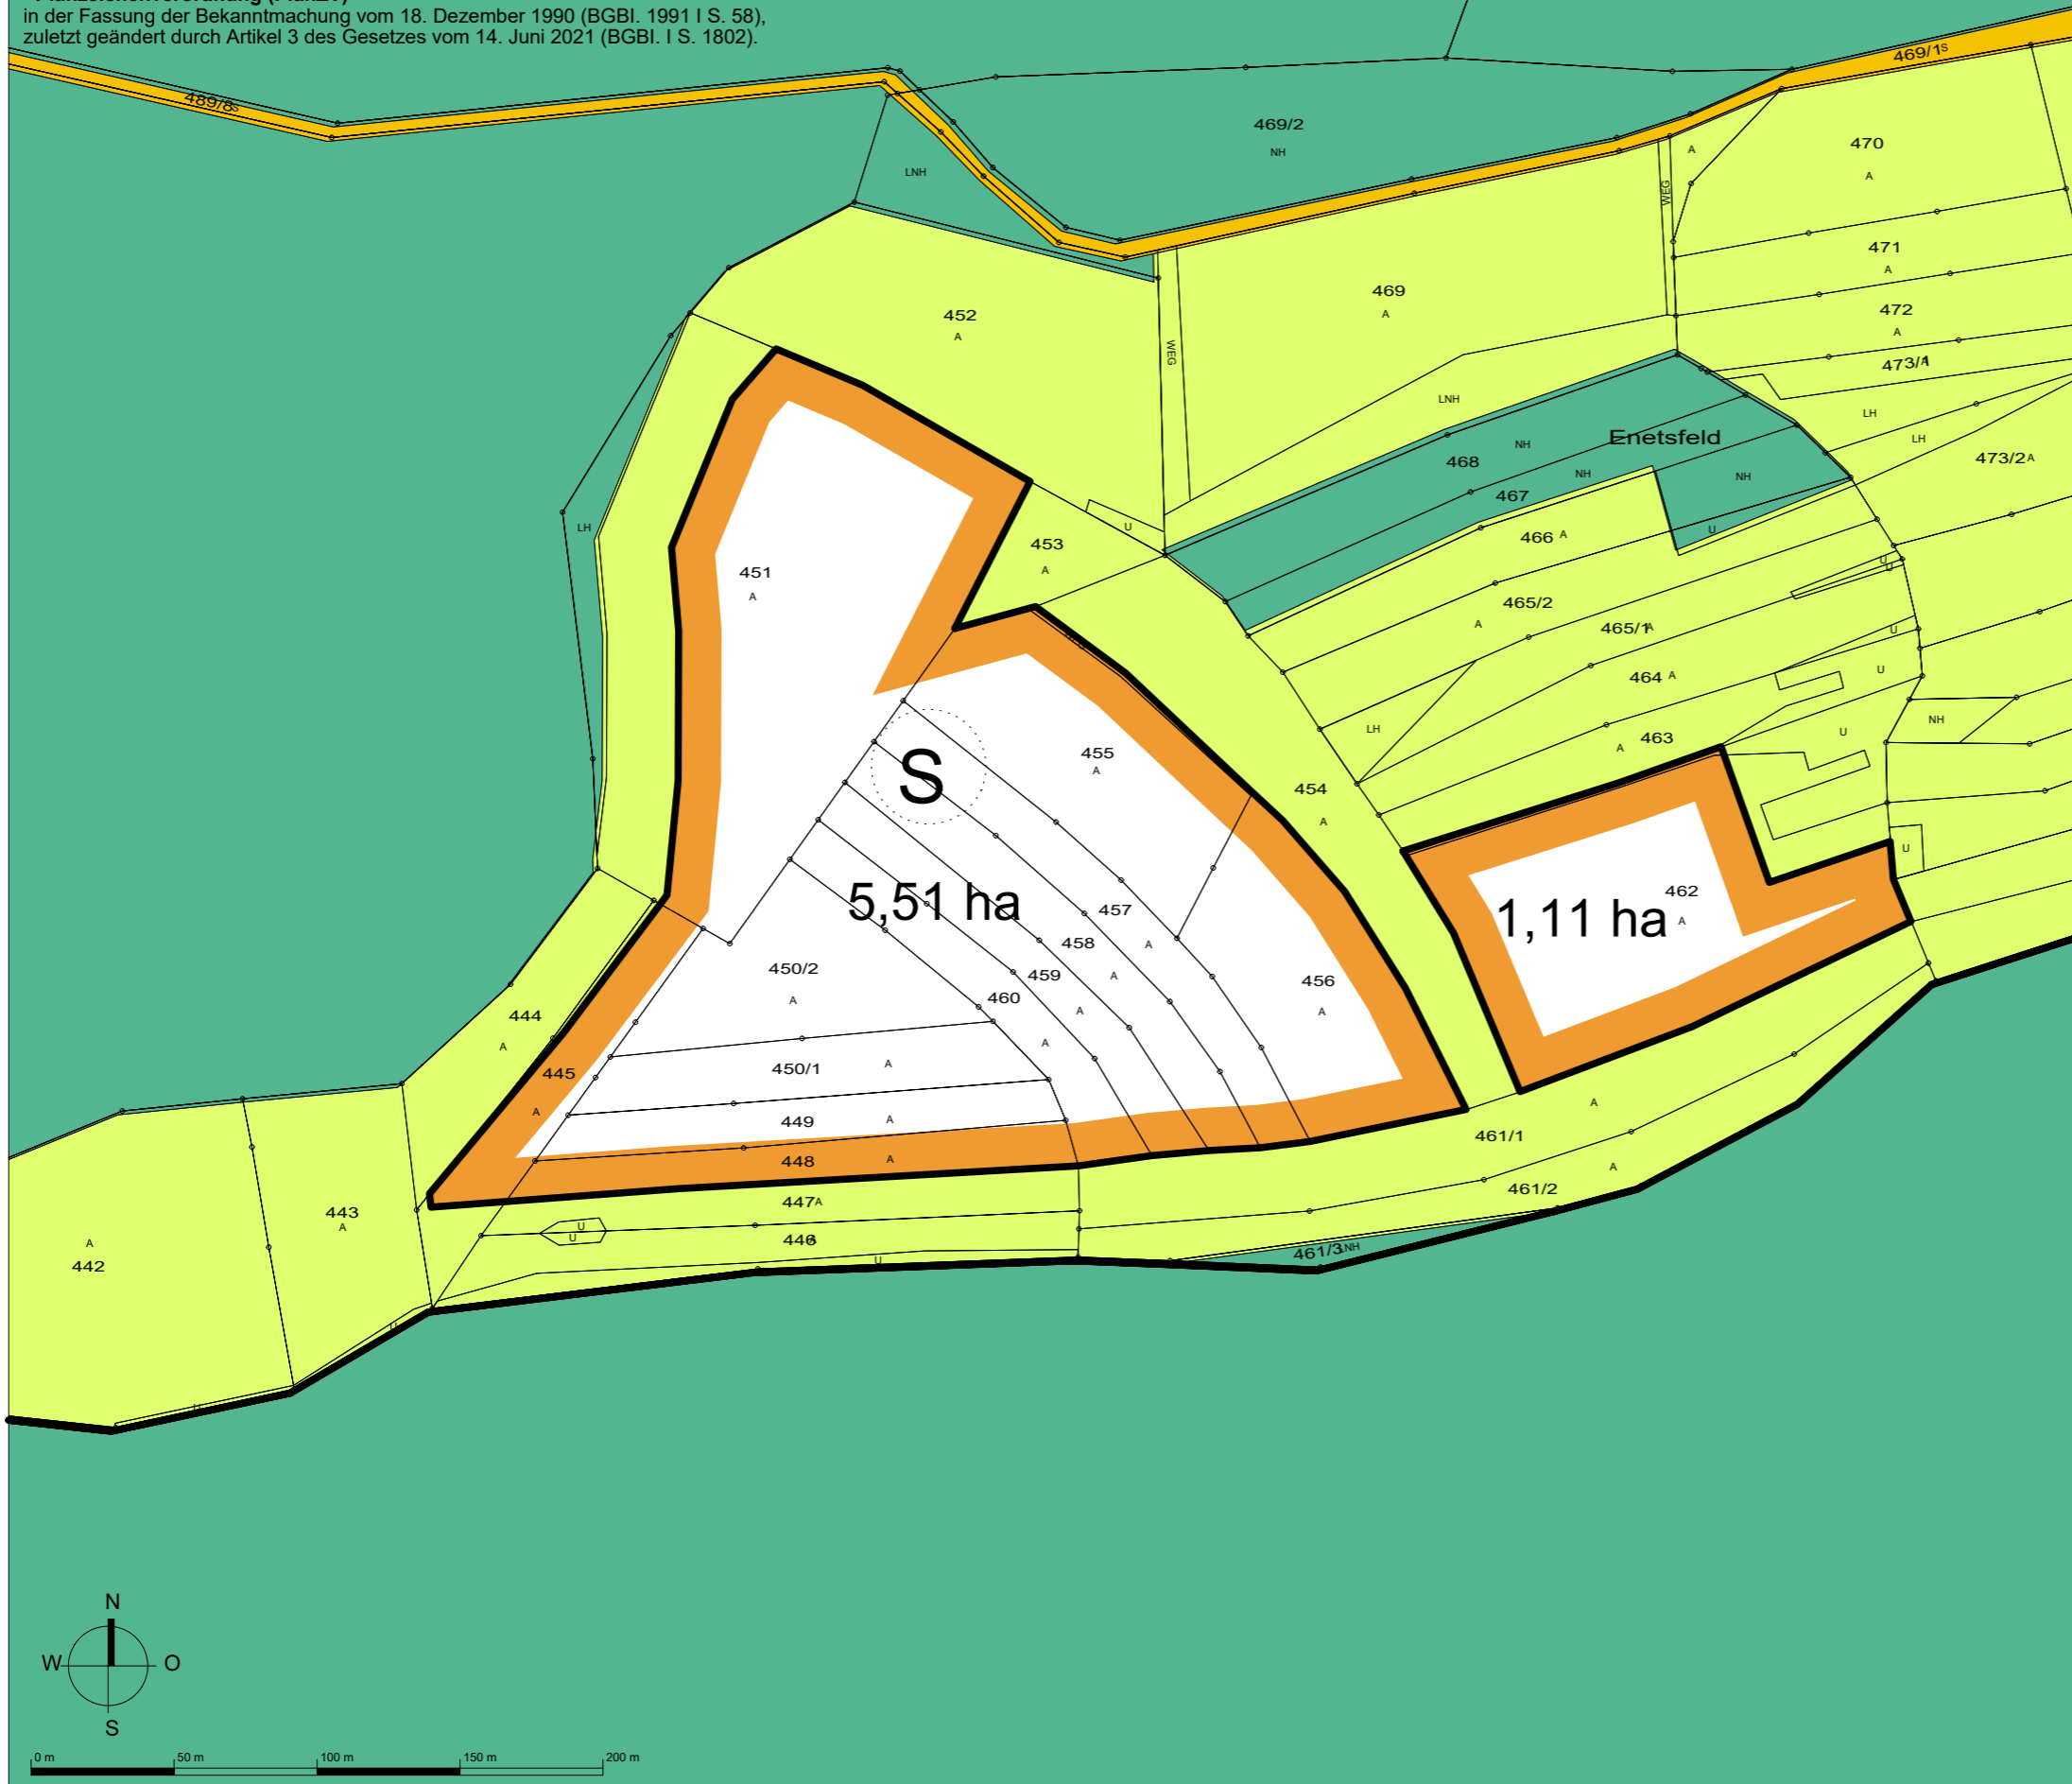 in der Fassung der Bekanntmachung vom 18. Dezember 1990 (BGBl. 1991 I S. 58),
zuletzt geändert durch Artikel 3 des Gesetzes vom 14. Juni 2021 (BGBl. I S. 1802).
469/1 S
489/8 S
469/2
NH
470
A
A
LNH
WEG
471
A
469
A
472
A
452
A
WEG
473/1 A
LNH
LH
LH
Enetsfeld
NH
468
473/2 A
NH
NH
467
LH
U
U
466 A
453
A
U
U
451
A
465/2
A
465/1 A
U
464 A
U
NH
LH
U
463
A
S
455
A
454
A
U
5,51 ha
457
A
462
A
1,11 ha
458
A
450/2
A
459
A
456
A
460
A
444
A
445
A
450/1
A
449
A
A
461/1
448
A
A
461/2
447 A
443
A
U
U
446 A
U
461/3 LNH
A
442
U
U
N
W
O
S
0 m
50 m
100 m
150 m
200 m